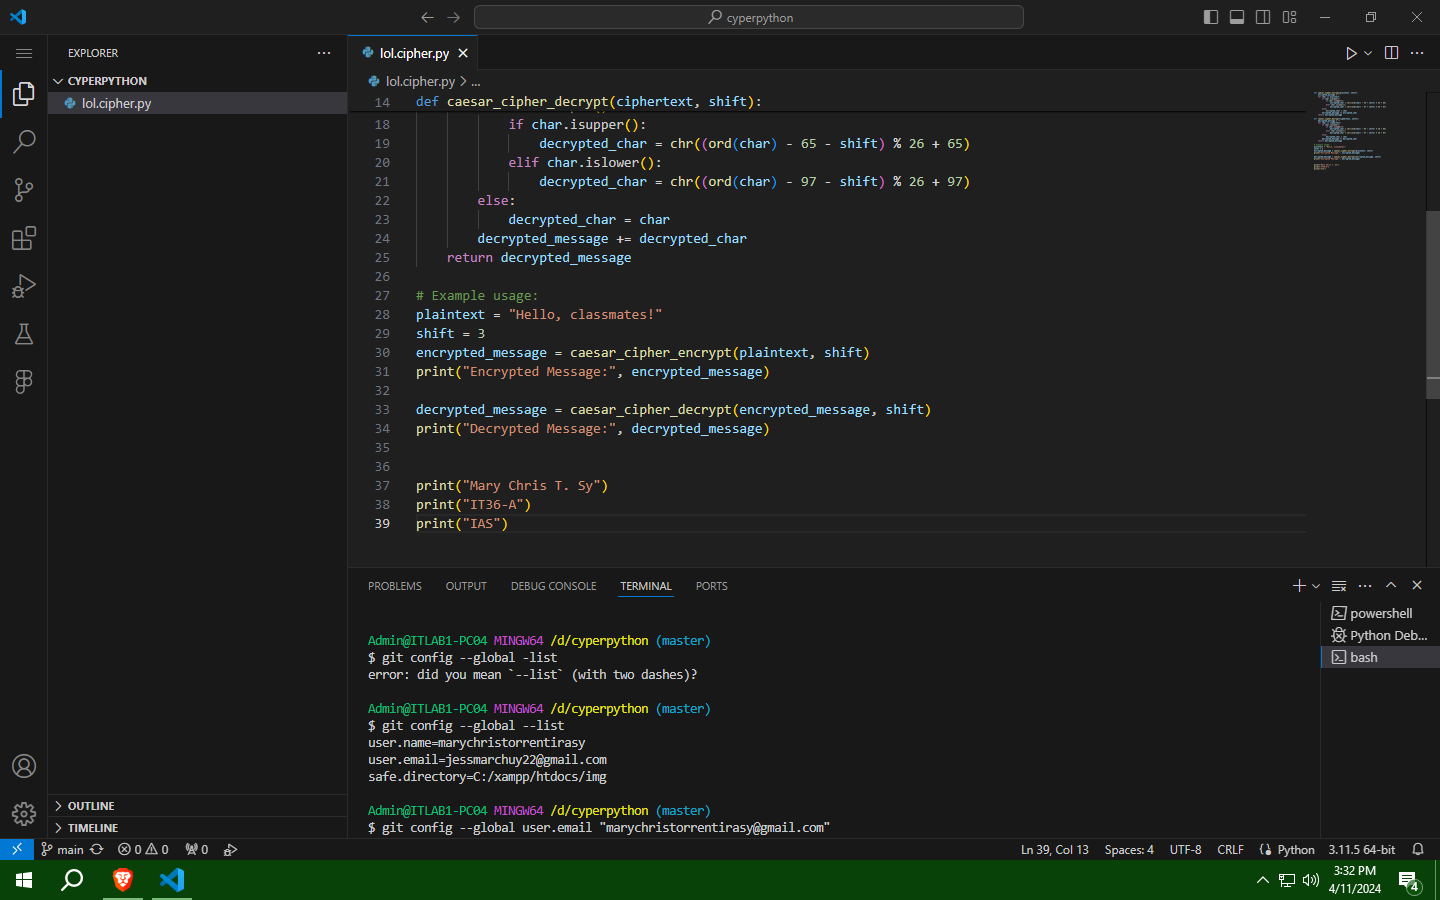 cyperpython
EXPLORER
lol.cipher.py
CYPERPYTHON
lol.cipher.py
lol.cipher.py > ...
14 def caesar_cipher_decrypt(ciphertext, shift):
18 if char.isupper():
19 decrypted_char = chr((ord(char) - 65 - shift) % 26 + 65)
20 elif char.islower():
21 decrypted_char = chr((ord(char) - 97 - shift) % 26 + 97)
22 else:
23 decrypted_char = char
24 decrypted_message += decrypted_char
25 return decrypted_message
26
27 # Example usage:
28 plaintext = "Hello, classmates!"
29 shift = 3
30 encrypted_message = caesar_cipher_encrypt(plaintext, shift)
31 print("Encrypted Message:", encrypted_message)
32
33 decrypted_message = caesar_cipher_decrypt(encrypted_message, shift)
34 print("Decrypted Message:", decrypted_message)
35
36
37 print("Mary Chris T. Sy")
38 print("IT36-A")
39 print("IAS")
PROBLEMS OUTPUT DEBUG CONSOLE TERMINAL PORTS
powershell
Python Deb...
bash
Admin@ITLAB1-PC04 MINGW64 /d/cyperpython (master)
$ git config --global -list
error: did you mean `--list` (with two dashes)?
Admin@ITLAB1-PC04 MINGW64 /d/cyperpython (master)
$ git config --global --list
user.name=marychristorrentirasy
user.email=jessmarchuy22@gmail.com
safe.directory=C:/xampp/htdocs/img
Admin@ITLAB1-PC04 MINGW64 /d/cyperpython (master)
$ git config --global user.email "marychristorrentirasy@gmail.com"
OUTLINE
TIMELINE
main 0 0 0 Ln 39, Col 13 Spaces: 4 UTF-8 CRLF Python 3.11.5 64-bit
3:32 PM
4/11/2024
4